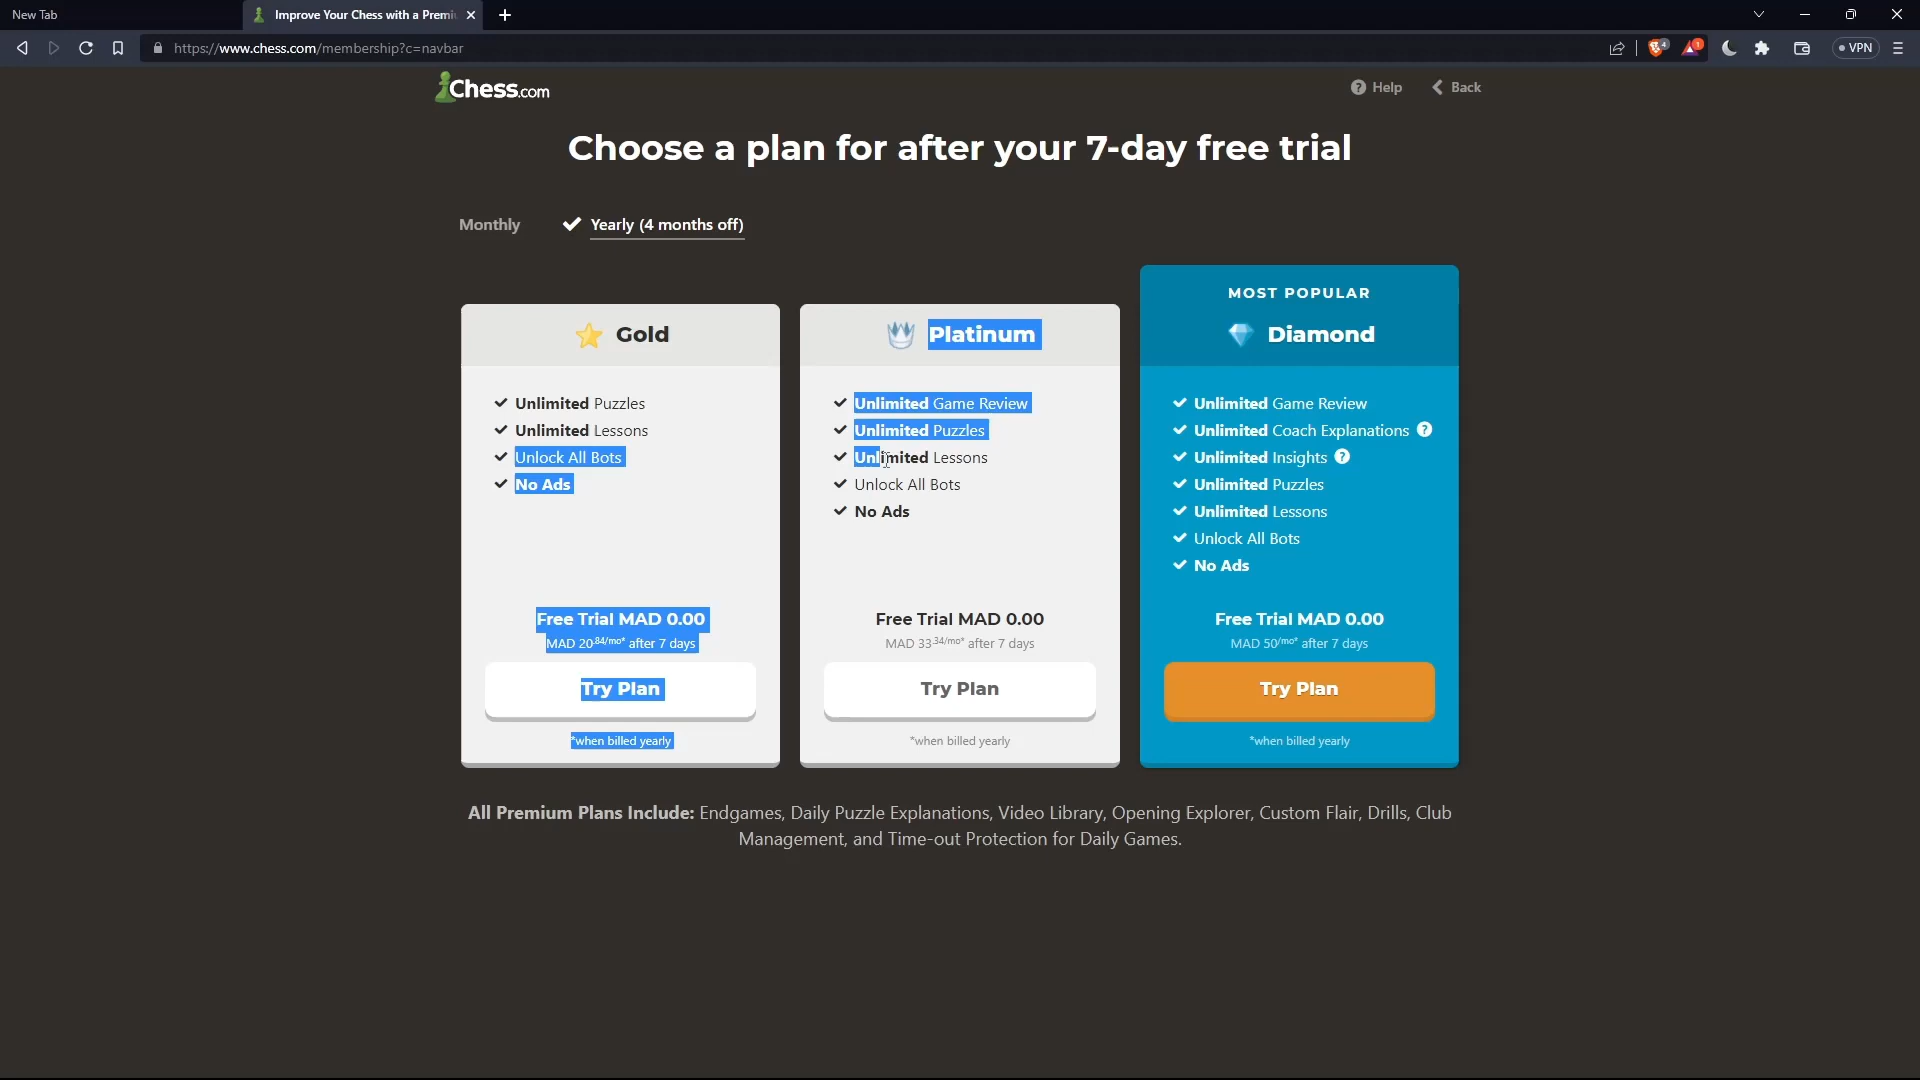 New Tab
Improve Your Chess with a Premi
https://www.chess.com/membership?c=navbar
4
1
VPN
Chess.com
? Help
Back
Choose a plan for after your 7-day free trial
Monthly
Yearly (4 months off)
Gold
Unlimited Puzzles
Unlimited Lessons
Unlock All Bots
No Ads
Free Trial MAD 0.00
MAD 20.84/mo* after 7 days
Try Plan
*when billed yearly
Platinum
Unlimited Game Review
Unlimited Puzzles
Unlimited Lessons
Unlock All Bots
No Ads
Free Trial MAD 0.00
MAD 33.34/mo* after 7 days
Try Plan
*when billed yearly
MOST POPULAR
Diamond
Unlimited Game Review
Unlimited Coach Explanations ?
Unlimited Insights ?
Unlimited Puzzles
Unlimited Lessons
Unlock All Bots
No Ads
Free Trial MAD 0.00
MAD 50/mo* after 7 days
Try Plan
*when billed yearly
All Premium Plans Include: Endgames, Daily Puzzle Explanations, Video Library, Opening Explorer, Custom Flair, Drills, Club
Management, and Time-out Protection for Daily Games.